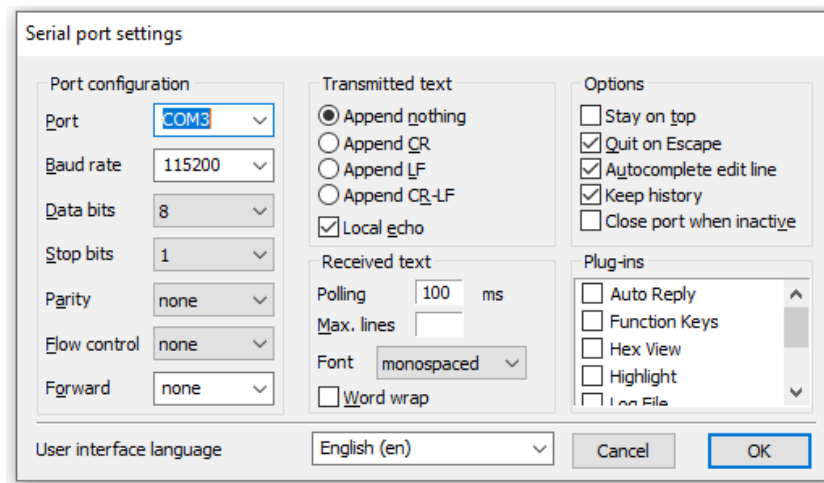 Serial port settings
Port configuration
Port COM3
Baud rate 115200
Data bits 8
Stop bits 1
Parity none
Flow control none
Forward none
Transmitted text
Append nothing
Append CR
Append LF
Append CR-LF
Local echo
Received text
Polling 100 ms
Max. lines
Font monospaced
Word wrap
Options
Stay on top
Quit on Escape
Autocomplete edit line
Keep history
Close port when inactive
Plug-ins
Auto Reply
Function Keys
Hex View
Highlight
Log File
User interface language English (en) Cancel OK